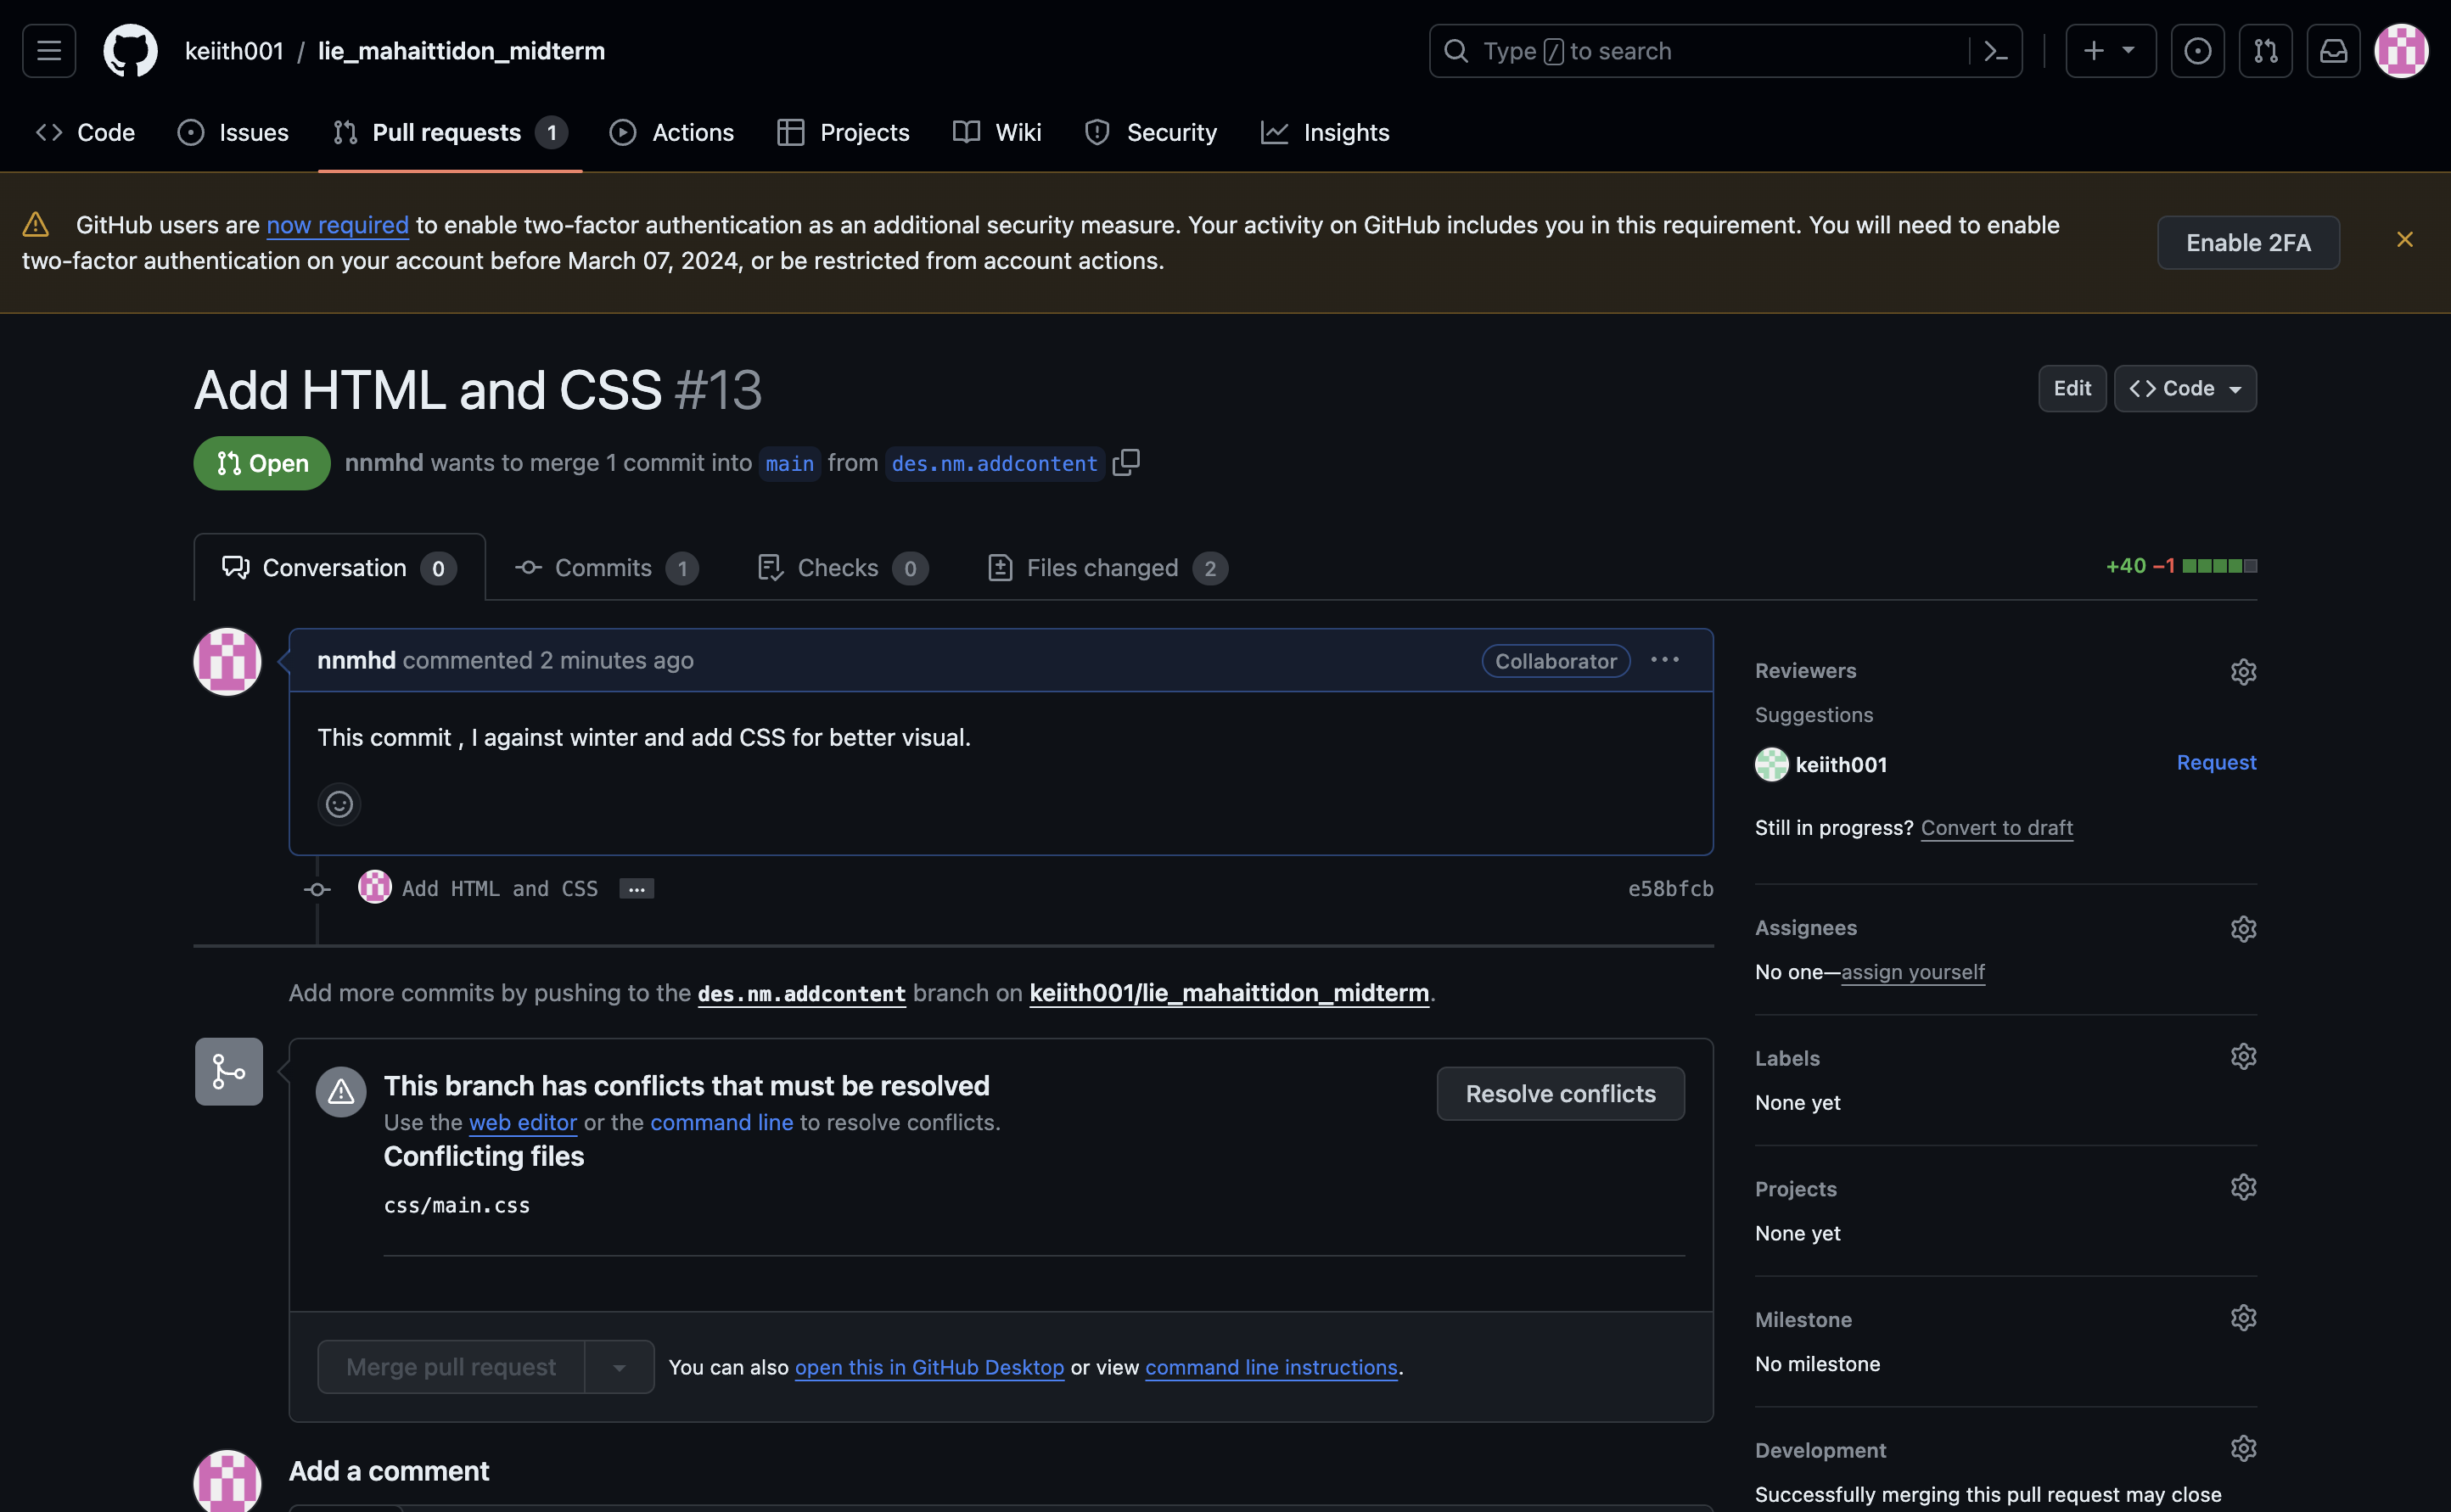 keiith001 / lie_mahaittidon_midterm
Type / to search
Code
Issues
Pull requests 1
Actions
Projects
Wiki
Security
Insights
GitHub users are now required to enable two-factor authentication as an additional security measure. Your activity on GitHub includes you in this requirement. You will need to enable
two-factor authentication on your account before March 07, 2024, or be restricted from account actions.
Enable 2FA
Add HTML and CSS #13
Edit
Code
Open
nnmhd wants to merge 1 commit into main from des.nm.addcontent
Conversation 0
Commits 1
Checks 0
Files changed 2
+40 −1
nnmhd commented 2 minutes ago
Collaborator
This commit , I against winter and add CSS for better visual.
Add HTML and CSS
e58bfcb
Add more commits by pushing to the des.nm.addcontent branch on keiith001/lie_mahaittidon_midterm.
This branch has conflicts that must be resolved
Use the web editor or the command line to resolve conflicts.
Resolve conflicts
Conflicting files
css/main.css
Merge pull request
You can also open this in GitHub Desktop or view command line instructions.
Add a comment
Reviewers
Suggestions
keiith001
Request
Still in progress? Convert to draft
Assignees
No one—assign yourself
Labels
None yet
Projects
None yet
Milestone
No milestone
Development
Successfully merging this pull request may close